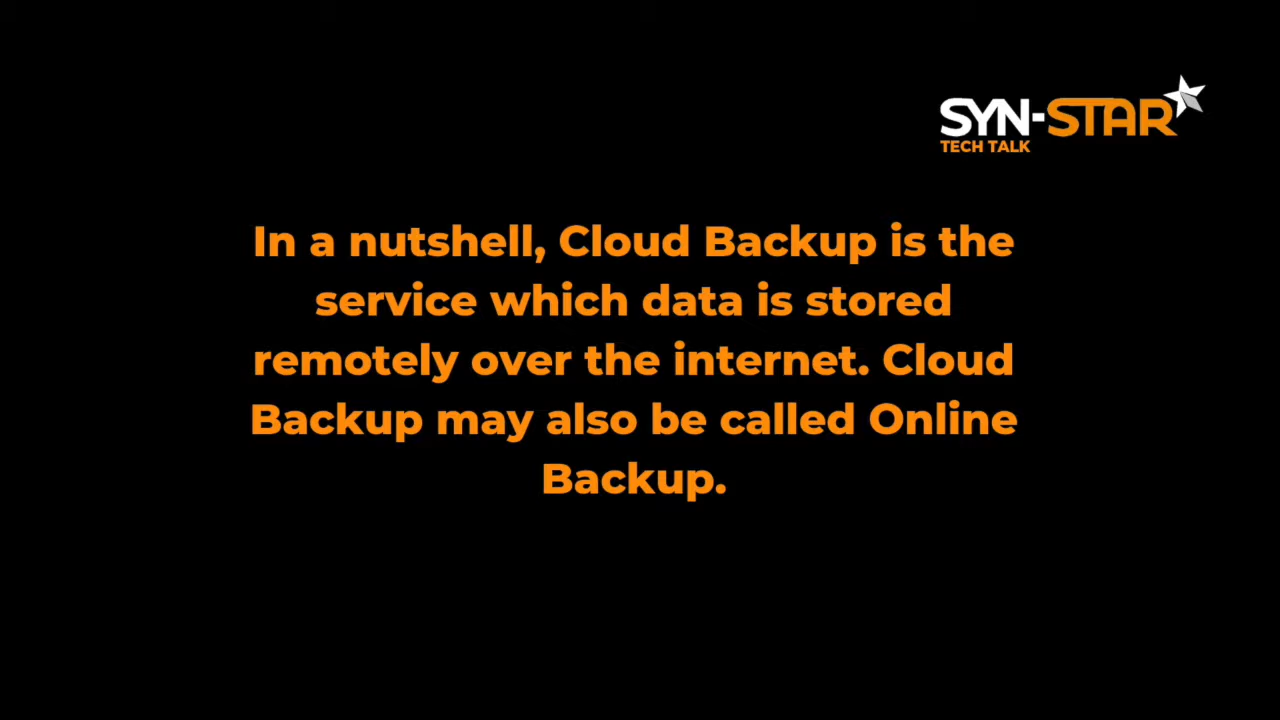 SYN-STAR
TECH TALK
In a nutshell, Cloud Backup is the
service which data is stored
remotely over the internet. Cloud
Backup may also be called Online
Backup.